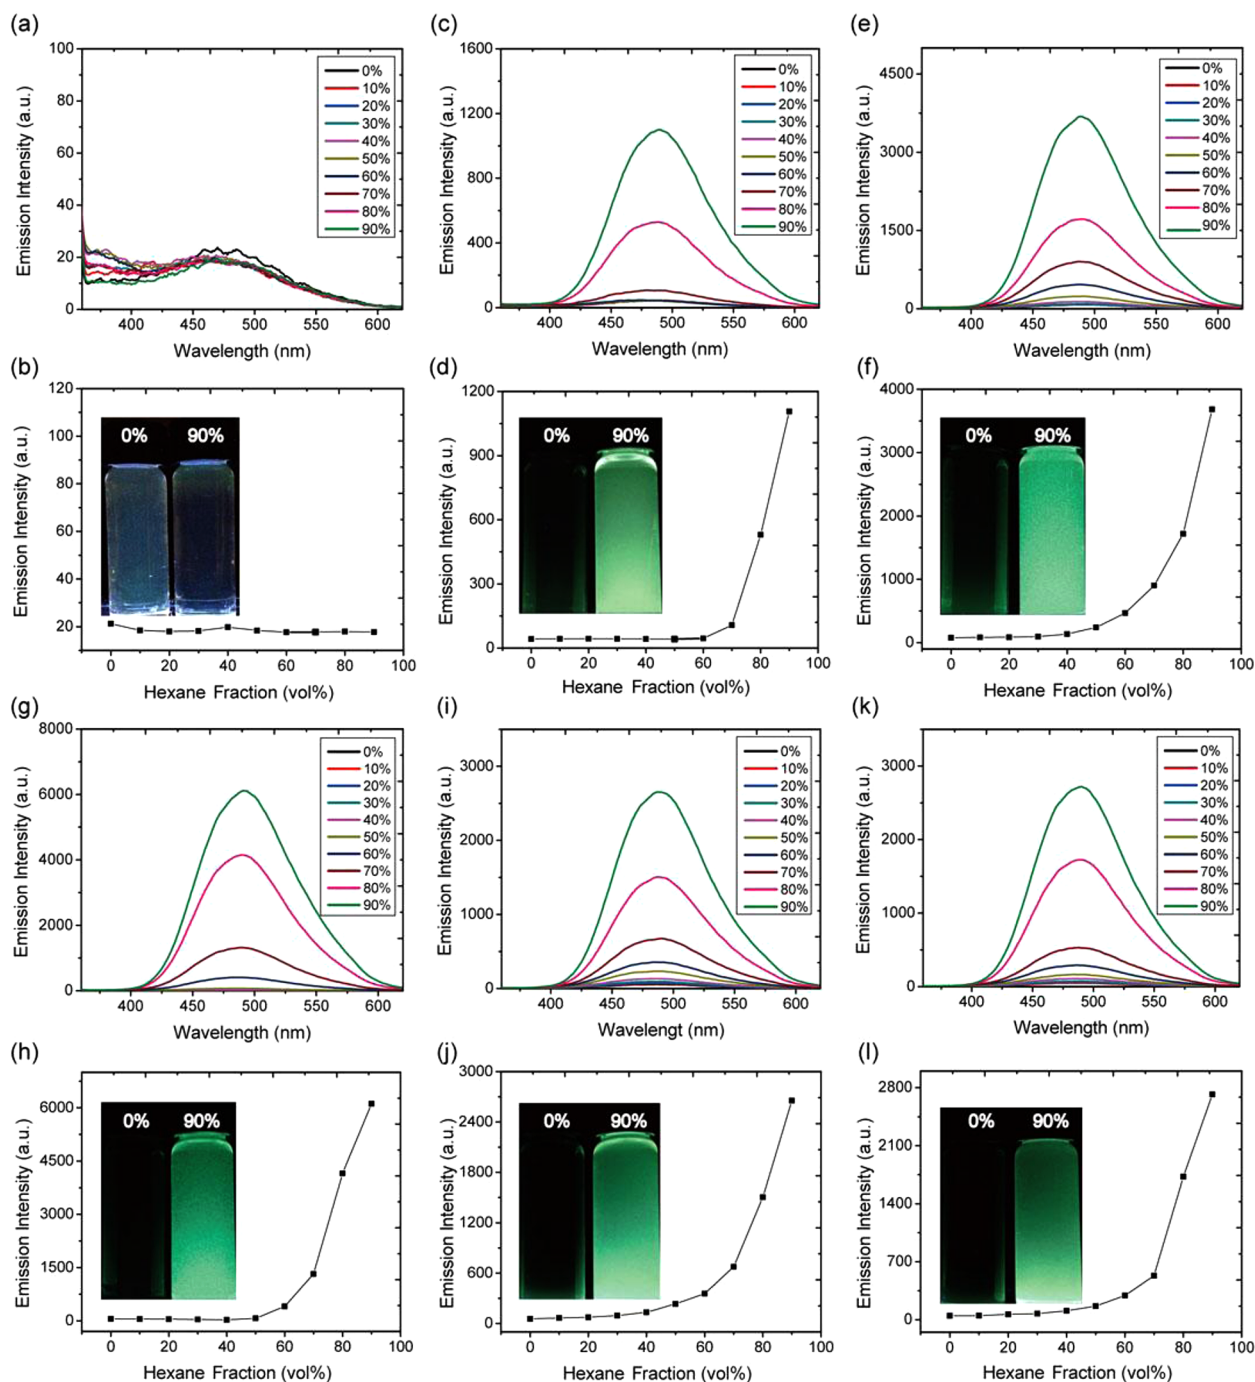 (a)
100
80
60
40
20
0
Emission Intensity (a.u.)
400 450 500 550 600
Wavelength (nm)
0%
10%
20%
30%
40%
50%
60%
70%
80%
90%
(c)
1600
1200
800
400
0
Emission Intensity (a.u.)
400 450 500 550 600
Wavelength (nm)
0%
10%
20%
30%
40%
50%
60%
70%
80%
90%
(e)
4500
3000
1500
0
Emission Intensity (a.u.)
400 450 500 550 600
Wavelength (nm)
0%
10%
20%
30%
40%
50%
60%
70%
80%
90%
(b)
120
100
80
60
40
20
Emission Intensity (a.u.)
0% 90%
0 20 40 60 80 100
Hexane Fraction (vol%)
(d)
1200
900
600
300
0
Emission Intensity (a.u.)
0% 90%
0 20 40 60 80 100
Hexane Fraction (vol%)
(f)
4000
3000
2000
1000
0
Emission Intensity (a.u.)
0% 90%
0 20 40 60 80 100
Hexane Fraction (vol%)
(g)
8000
6000
4000
2000
0
Emission Intensity (a.u.)
400 450 500 550 600
Wavelength (nm)
0%
10%
20%
30%
40%
50%
60%
70%
80%
90%
(i)
3000
2000
1000
0
Emission Intensity (a.u.)
400 450 500 550 600
Wavelengt (nm)
0%
10%
20%
30%
40%
50%
60%
70%
80%
90%
(k)
3000
2000
1000
0
Emission Intensity (a.u.)
400 450 500 550 600
Wavelength (nm)
0%
10%
20%
30%
40%
50%
60%
70%
80%
90%
(h)
6000
4500
3000
1500
0
Emission Intensity (a.u.)
0% 90%
0 20 40 60 80 100
Hexane Fraction (vol%)
(j)
3000
2400
1800
1200
600
0
Emission Intensity (a.u.)
0% 90%
0 20 40 60 80 100
Hexane Fraction (vol%)
(l)
2800
2100
1400
700
0
Emission Intensity (a.u.)
0% 90%
0 20 40 60 80 100
Hexane Fraction (vol%)